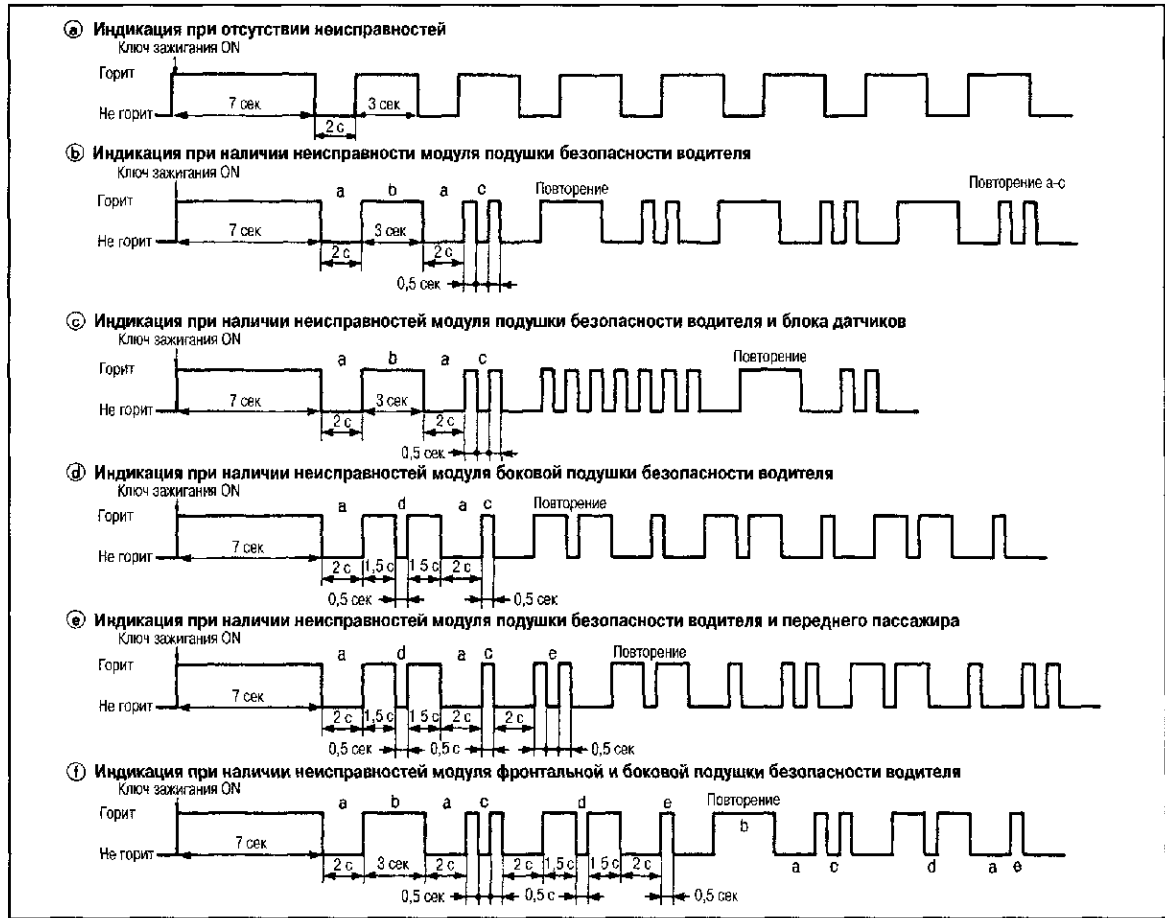 ⓐ Индикация при отсутствии неисправностей
Ключ зажигания ON
Горит
Не горит
7 сек
3 сек
2 с
ⓑ Индикация при наличии неисправности модуля подушки безопасности водителя
Ключ зажигания ON
a b a c Повторение Повторение a-c
Горит
Не горит
7 сек
3 сек
2 с 2 с
0,5 сек
ⓒ Индикация при наличии неисправностей модуля подушки безопасности водителя и блока датчиков
Ключ зажигания ON
a b a c Повторение
Горит
Не горит
7 сек
3 сек
2 с 2 с
0,5 сек
ⓓ Индикация при наличии неисправностей модуля боковой подушки безопасности водителя
Ключ зажигания ON
a d a c Повторение
Горит
Не горит
7 сек
2 с 1,5 с 1 5 с 2 с
0,5 сек 0,5 сек
ⓔ Индикация при наличии неисправностей модуля подушки безопасности водителя и переднего пассажира
Ключ зажигания ON
a d a c e Повторение
Горит
Не горит
7 сек
2 с 1,5 с 1 5 с 2 с 2 с
0,5 сек 0,5 с 0,5 сек
ⓕ Индикация при наличии неисправностей модуля фронтальной и боковой подушки безопасности водителя
Ключ зажигания ON
a b a c d e Повторение
Горит
b
Не горит
7 сек
2 с 3 сек 2 с 2 с 1,5 с 1 5 с 2 с
a c d a e
0,5 сек 0,5 с 0,5 сек